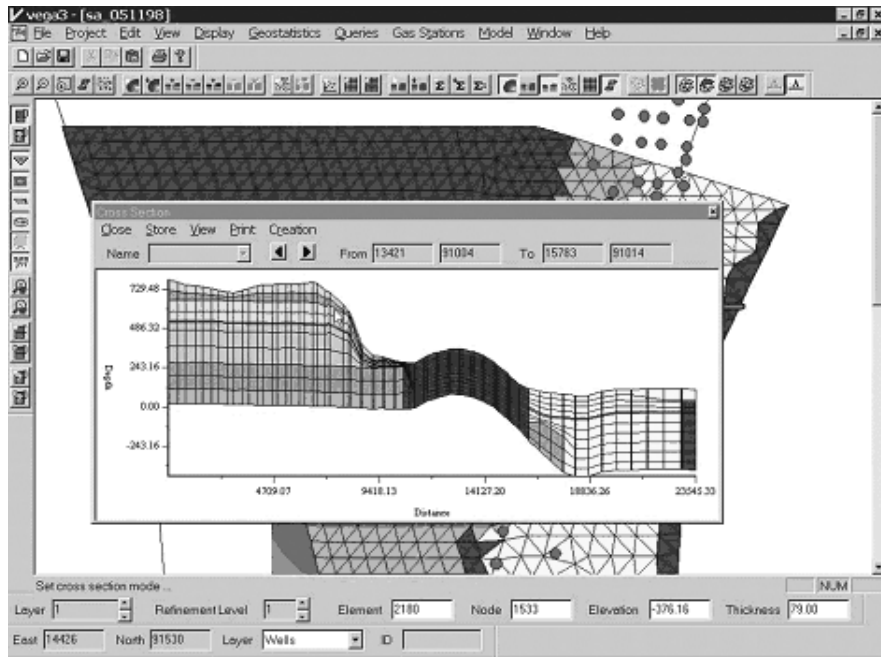 vega3 - [sa_051198]
File Project Edit View Display Geostatistics Queries Gas Stations Model Window Help
Cross Section
Close Store View Print Creation
Name From 13421 91004 To 15783 91014
729.48
486.32
243.16
0.00
-243.16
Depth
4709.07 9418.13 14127.20 18836.26 23545.33
Distance
Set cross section mode ... NUM
Layer 1 Refinement Level 1 Element 2180 Node 1533 Elevation -376.16 Thickness 79.00
East 14426 North 91530 Layer Wells ID